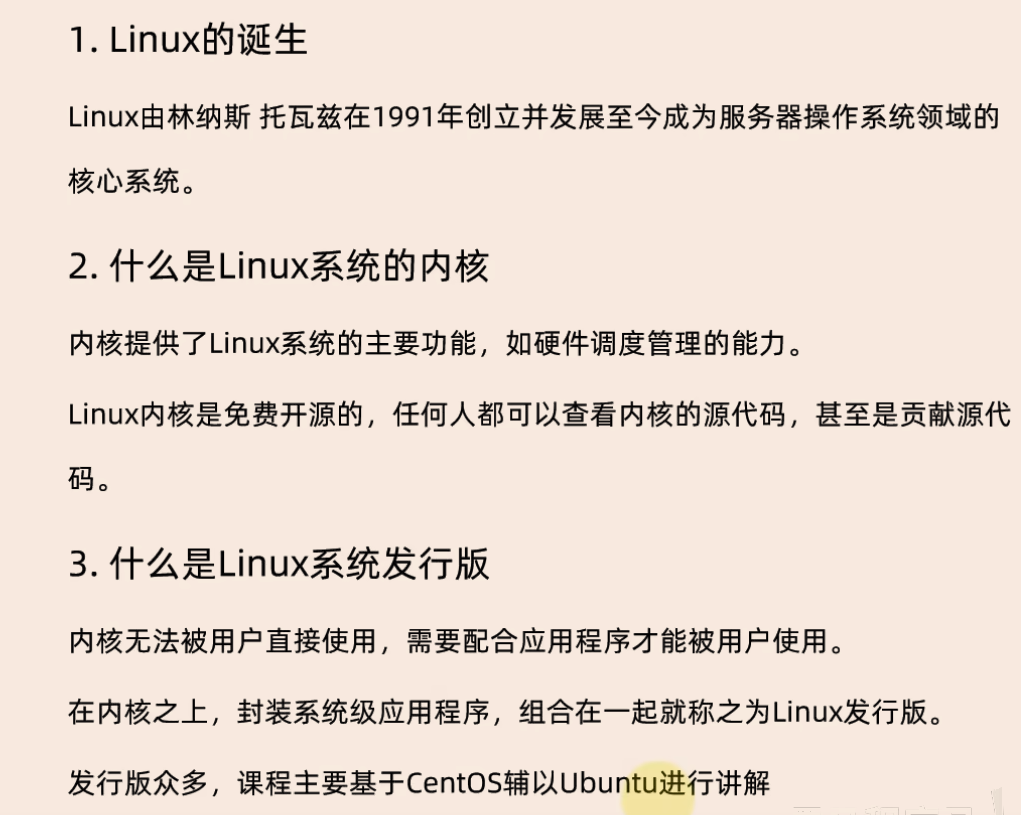 1. Linux的诞生
Linux由林纳斯 托瓦兹在1991年创立并发展至今成为服务器操作系统领域的
核心系统。
2. 什么是Linux系统的内核
内核提供了Linux系统的主要功能，如硬件调度管理的能力。
Linux内核是免费开源的，任何人都可以查看内核的源代码，甚至是贡献源代
码。
3. 什么是Linux系统发行版
内核无法被用户直接使用，需要配合应用程序才能被用户使用。
在内核之上，封装系统级应用程序，组合在一起就称之为Linux发行版。
发行版众多，课程主要基于CentOS辅以Ubuntu进行讲解